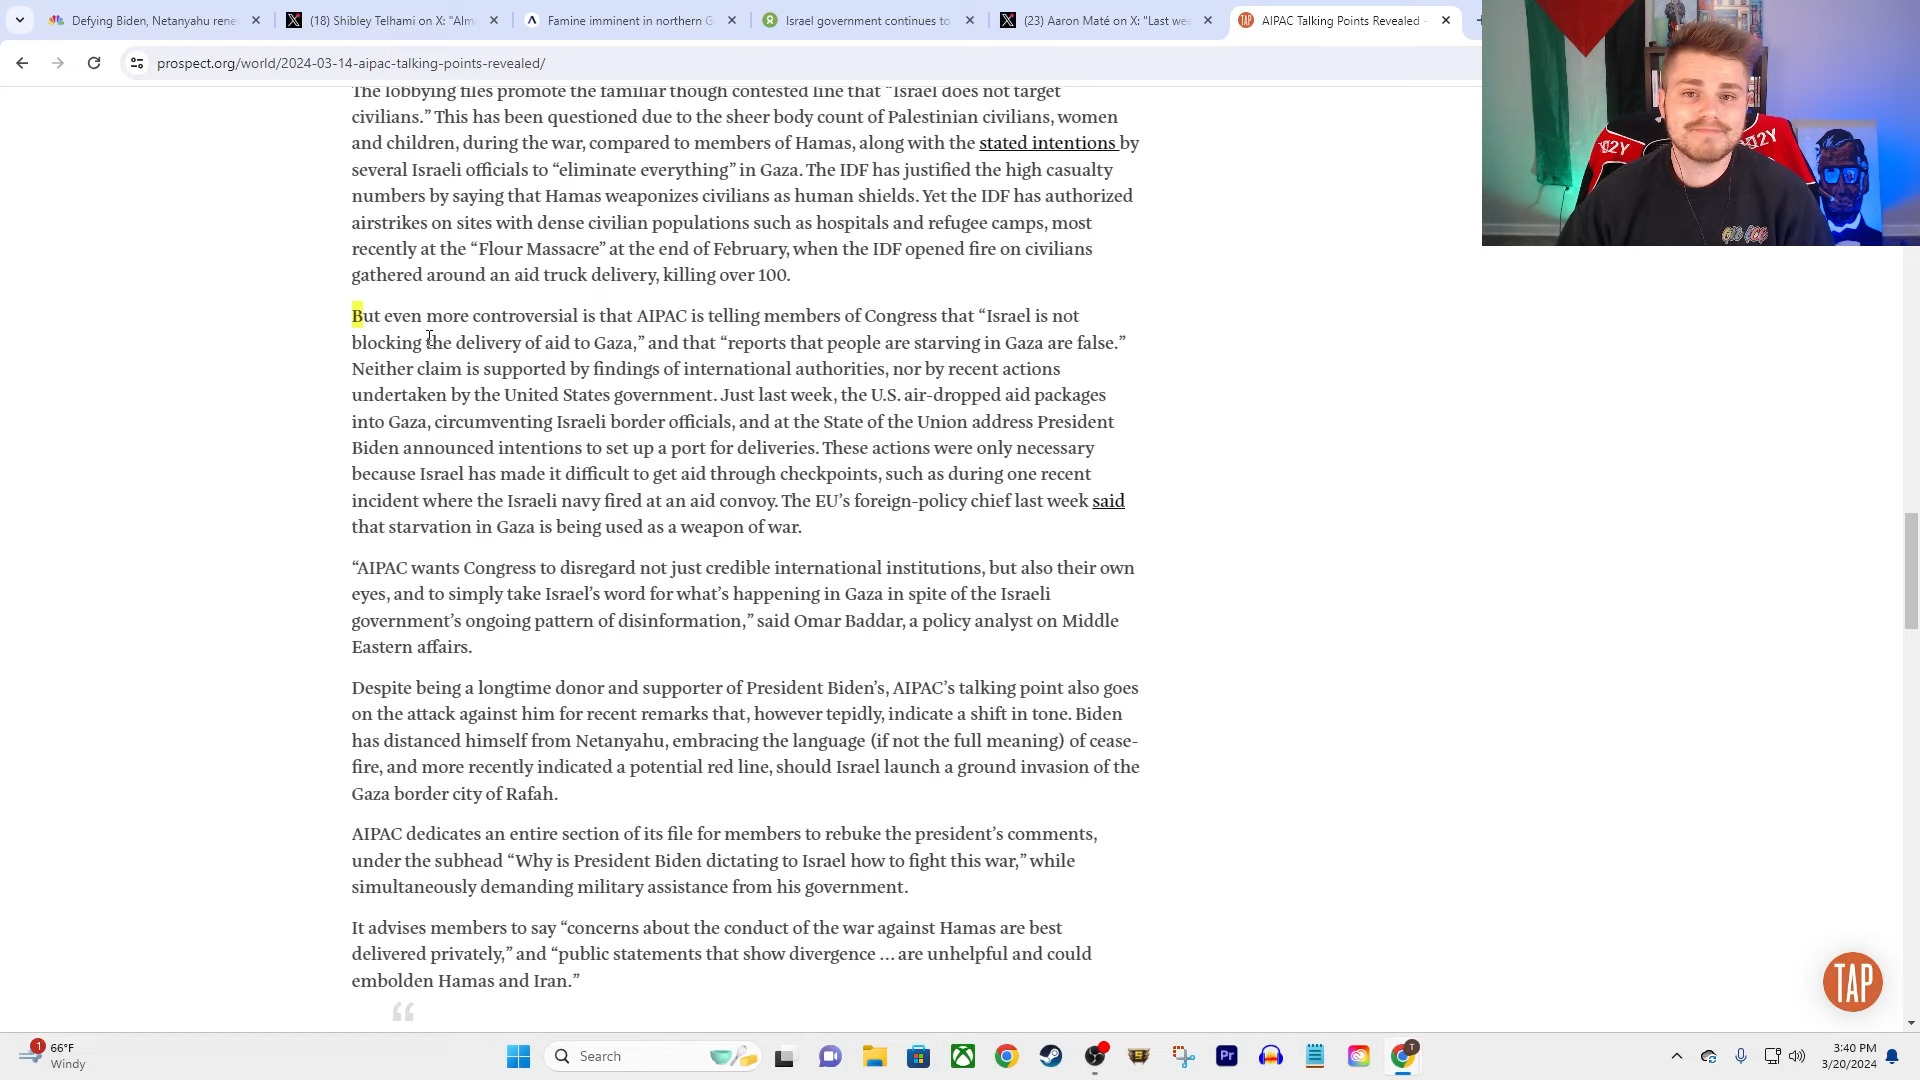 Defying Biden, Netanyahu rene
(18) Shibley Telhami on X: "Alm
Famine imminent in northern G
Israel government continues to
(23) Aaron Maté on X: "Last we
TAP
AIPAC Talking Points Revealed -
prospect.org/world/2024-03-14-aipac-talking-points-revealed/
The lobbying files promote the familiar though contested line that “Israel does not target
civilians.” This has been questioned due to the sheer body count of Palestinian civilians, women
and children, during the war, compared to members of Hamas, along with the stated intentions by
several Israeli officials to “eliminate everything” in Gaza. The IDF has justified the high casualty
numbers by saying that Hamas weaponizes civilians as human shields. Yet the IDF has authorized
airstrikes on sites with dense civilian populations such as hospitals and refugee camps, most
recently at the “Flour Massacre” at the end of February, when the IDF opened fire on civilians
gathered around an aid truck delivery, killing over 100.
But even more controversial is that AIPAC is telling members of Congress that “Israel is not
blocking the delivery of aid to Gaza,” and that “reports that people are starving in Gaza are false.”
Neither claim is supported by findings of international authorities, nor by recent actions
undertaken by the United States government. Just last week, the U.S. air-dropped aid packages
into Gaza, circumventing Israeli border officials, and at the State of the Union address President
Biden announced intentions to set up a port for deliveries. These actions were only necessary
because Israel has made it difficult to get aid through checkpoints, such as during one recent
incident where the Israeli navy fired at an aid convoy. The EU’s foreign-policy chief last week said
that starvation in Gaza is being used as a weapon of war.
“AIPAC wants Congress to disregard not just credible international institutions, but also their own
eyes, and to simply take Israel’s word for what’s happening in Gaza in spite of the Israeli
government’s ongoing pattern of disinformation,” said Omar Baddar, a policy analyst on Middle
Eastern affairs.
Despite being a longtime donor and supporter of President Biden’s, AIPAC’s talking point also goes
on the attack against him for recent remarks that, however tepidly, indicate a shift in tone. Biden
has distanced himself from Netanyahu, embracing the language (if not the full meaning) of cease-
fire, and more recently indicated a potential red line, should Israel launch a ground invasion of the
Gaza border city of Rafah.
AIPAC dedicates an entire section of its file for members to rebuke the president’s comments,
under the subhead “Why is President Biden dictating to Israel how to fight this war,” while
simultaneously demanding military assistance from his government.
It advises members to say “concerns about the conduct of the war against Hamas are best
delivered privately,” and “public statements that show divergence … are unhelpful and could
embolden Hamas and Iran.”
“
TAP
1
66°F
Windy
Search
Pr
T
3:40 PM
3/20/2024